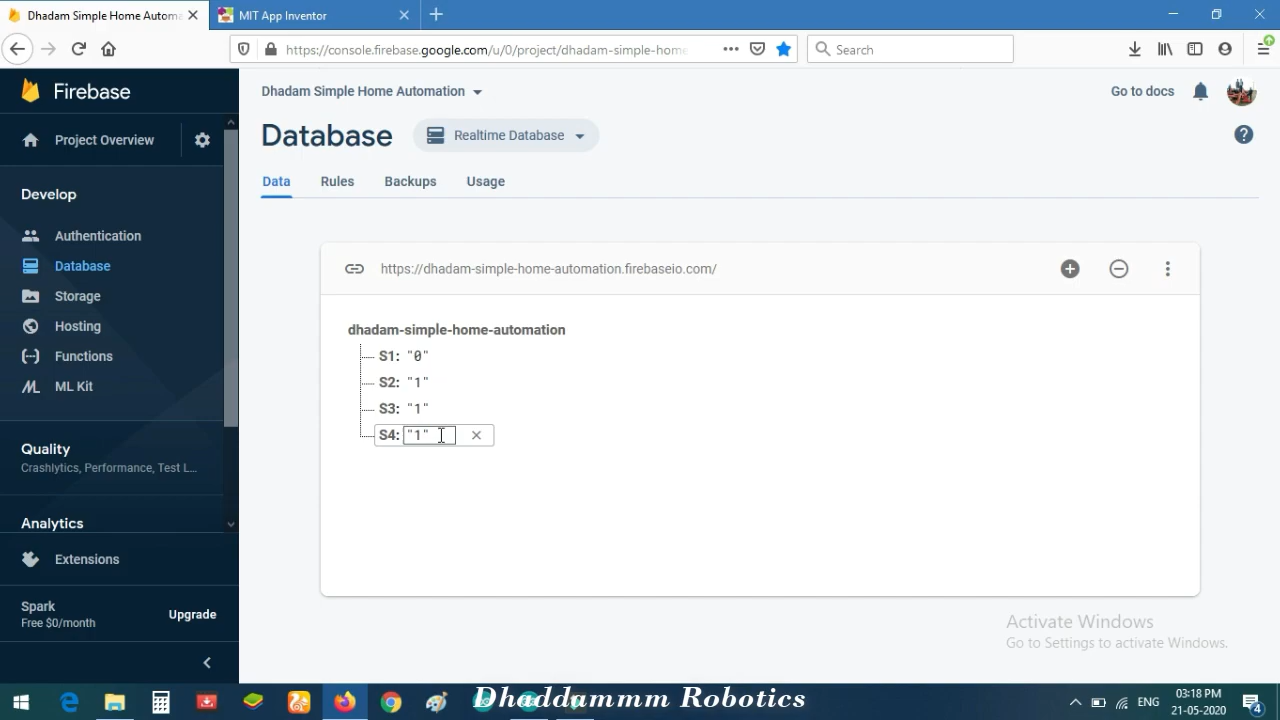 Dhadam Simple Home Automa
MIT App Inventor
https://console.firebase.google.com/u/0/project/dhadam-simple-home
Search
Firebase
Dhadam Simple Home Automation
Go to docs
Project Overview
Database
Realtime Database
Data
Rules
Backups
Usage
Develop
Authentication
Database
Storage
Hosting
Functions
ML Kit
Quality
Crashlytics, Performance, Test L...
Analytics
Extensions
Spark
Free $0/month
Upgrade
https://dhadam-simple-home-automation.firebaseio.com/
dhadam-simple-home-automation
S1: "0"
S2: "1"
S3: "1"
S4: "1"
Activate Windows
Go to Settings to activate Windows.
Dhaddummm Robotics
ENG
03:18 PM
21-05-2020
4